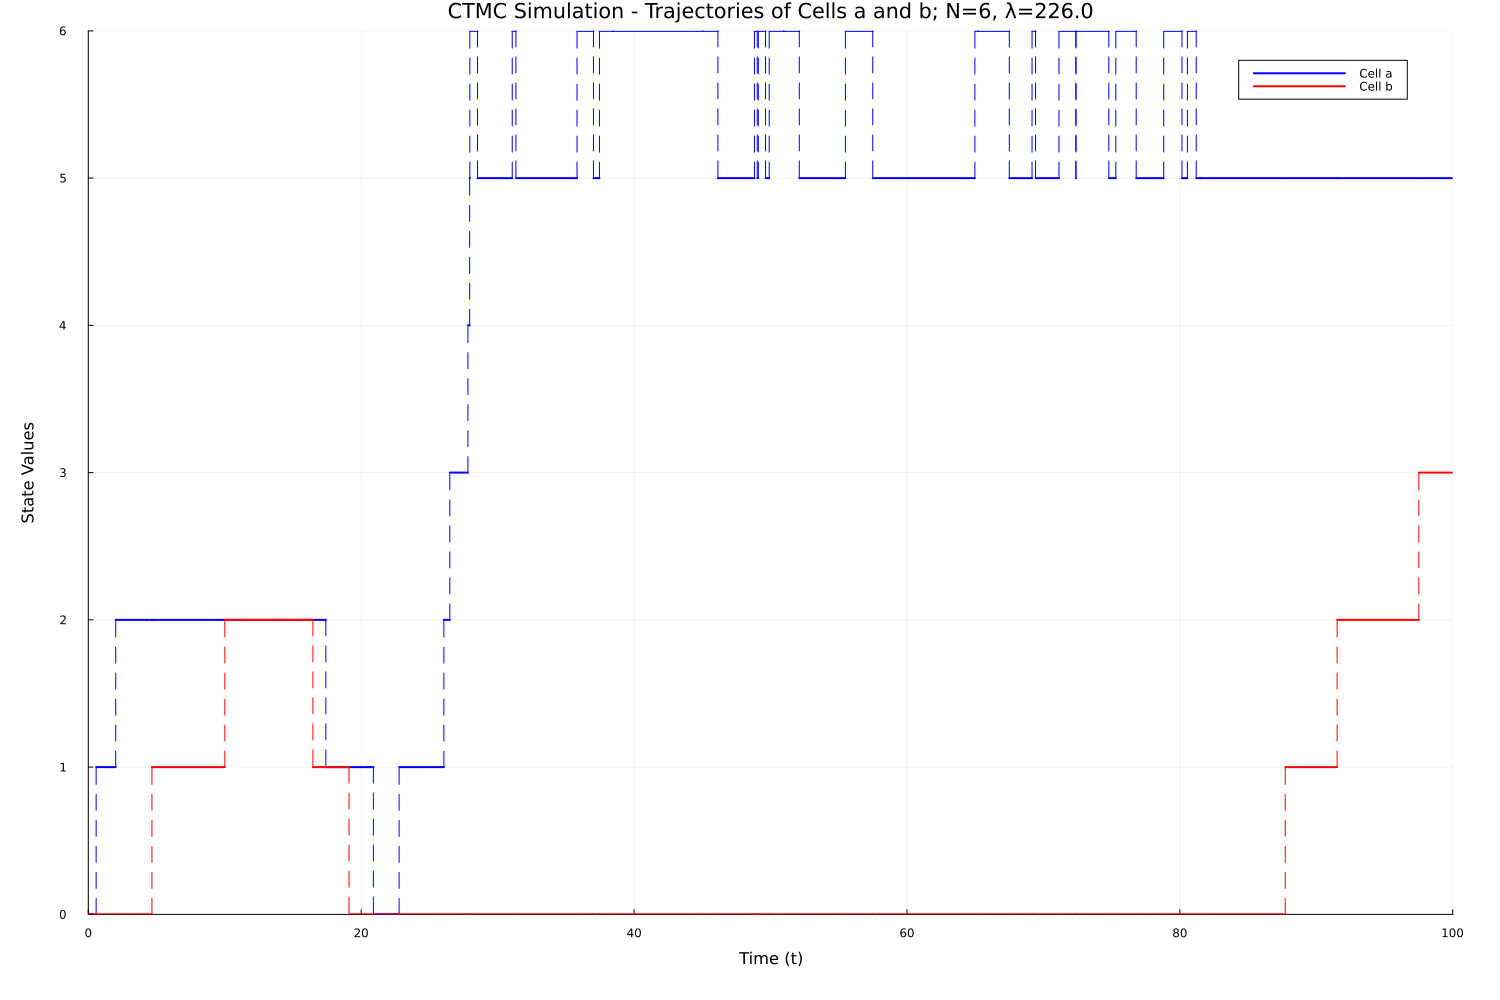 CTMC Simulation - Trajectories of Cells a and b; N=6, λ=226.0
6
Cell a
Cell b
5
4
State Values
3
2
1
0
0 20 40 60 80 100
Time (t)